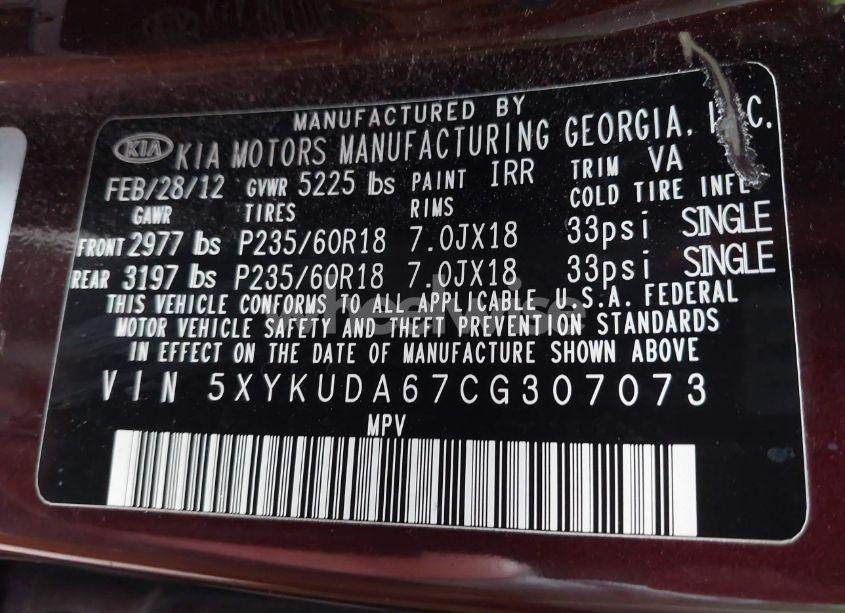 MANUFACTURED BY
KIA KIA MOTORS MANUFACTURING GEORGIA,
FEB/28/12 GVWR 5225 lbs PAINT IRR TRIM VA
GAWR TIRES RIMS COLD TIRE INFL
FRONT 2977 lbs P235/60R18 7.0JX18 33psi SINGLE
REAR 3197 lbs P235/60R18 7.0JX18 33psi SINGLE
THIS VEHICLE CONFORMS TO ALL APPLICABLE U.S.A. FEDERAL
MOTOR VEHICLE SAFETY AND THEFT PREVENTION STANDARDS
IN EFFECT ON THE DATE OF MANUFACTURE SHOWN ABOVE
VIN 5XYKUDA67CG307073
MPV